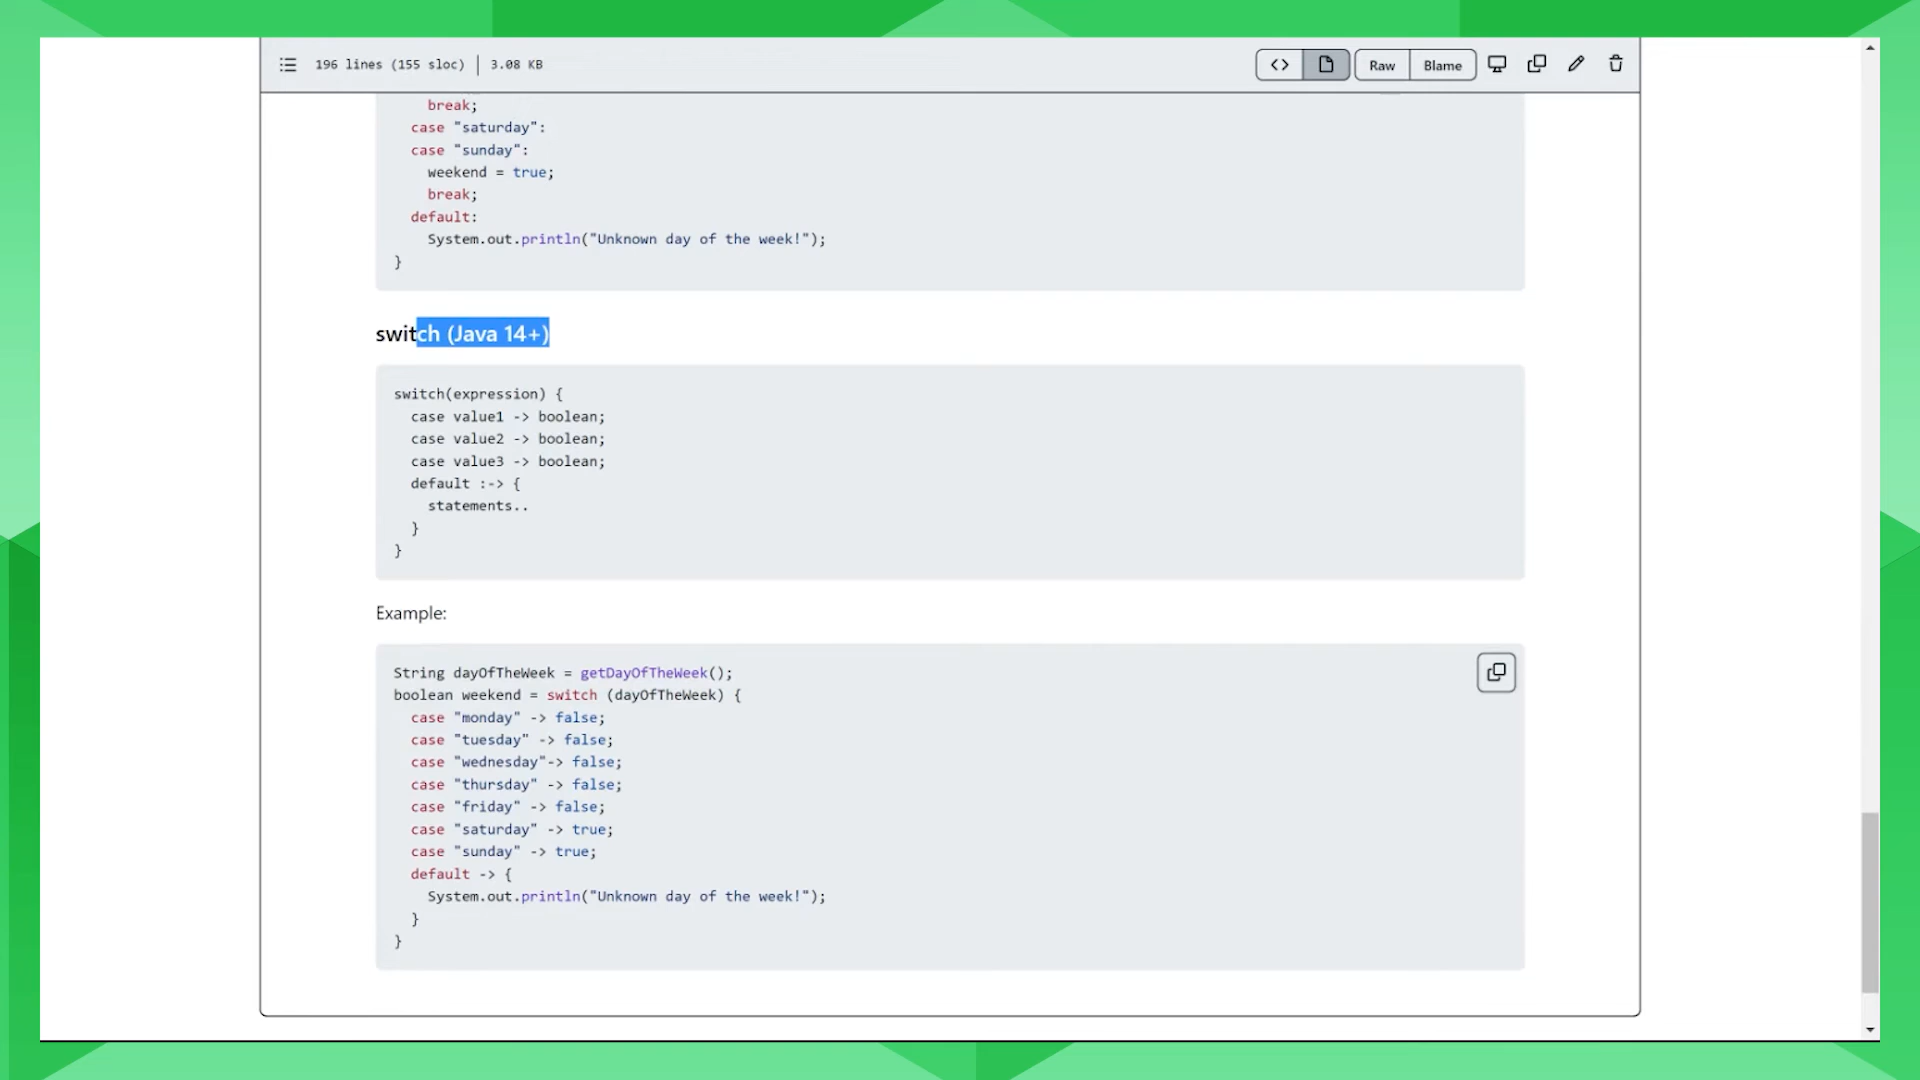 196 lines (155 sloc) | 3.08 KB
Raw Blame
break;
case "saturday":
case "sunday":
weekend = true;
break;
default:
System.out.println("Unknown day of the week!");
}
switch (Java 14+)
switch(expression) {
case value1 -> boolean;
case value2 -> boolean;
case value3 -> boolean;
default :-> {
statements..
}
}
Example:
String dayOfTheWeek = getDayOfTheWeek();
boolean weekend = switch (dayOfTheWeek) {
case "monday" -> false;
case "tuesday" -> false;
case "wednesday"-> false;
case "thursday" -> false;
case "friday" -> false;
case "saturday" -> true;
case "sunday" -> true;
default -> {
System.out.println("Unknown day of the week!");
}
}